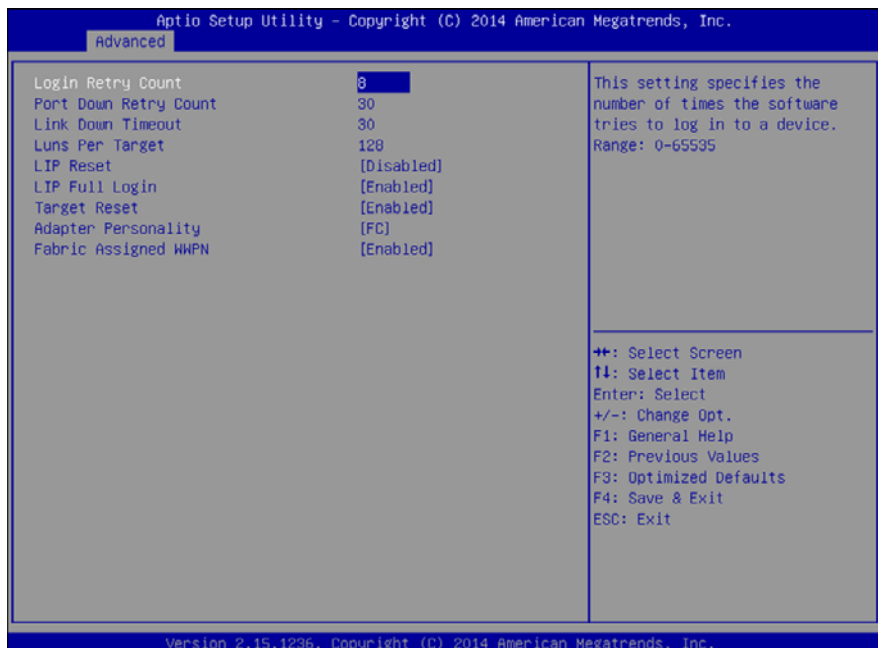 Aptio Setup Utility – Copyright (C) 2014 American Megatrends, Inc.
Advanced
Login Retry Count 8
Port Down Retry Count 30
Link Down Timeout 30
Luns Per Target 128
LIP Reset [Disabled]
LIP Full Login [Enabled]
Target Reset [Enabled]
Adapter Personality [FC]
Fabric Assigned WWPN [Enabled]
This setting specifies the
number of times the software
tries to log in to a device.
Range: 0-65535
→←: Select Screen
↑↓: Select Item
Enter: Select
+/-: Change Opt.
F1: General Help
F2: Previous Values
F3: Optimized Defaults
F4: Save & Exit
ESC: Exit
Version 2.15.1236. Copyright (C) 2014 American Megatrends, Inc.